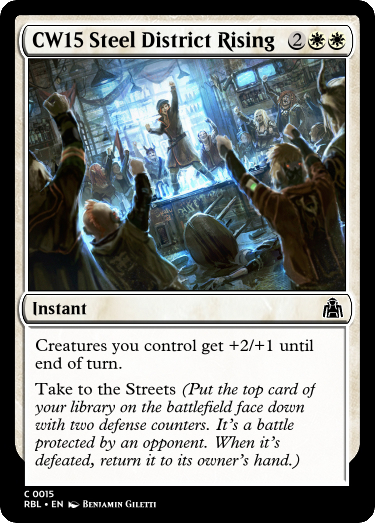 CW15 Steel District Rising 2
Instant
Creatures you control get +2/+1 until
end of turn.
Take to the Streets (Put the top card of
your library on the battlefield face down
with two defense counters. It's a battle
protected by an opponent. When it's
defeated, return it to its owner's hand.)
C 0015
RBL • EN Benjamin Giletti